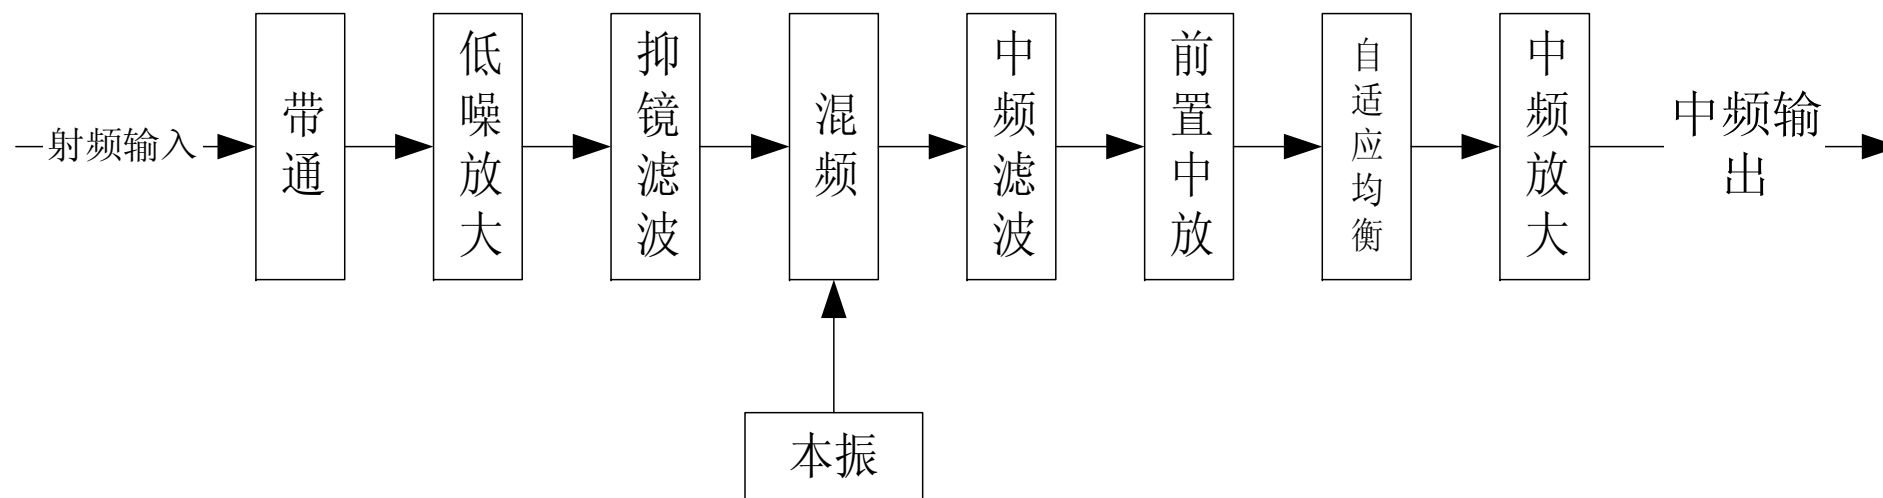 射频输入
带通
低噪放大
抑镜滤波
混频
中频滤波
前置中放
自适应均衡
中频放大
中频输
出
本振